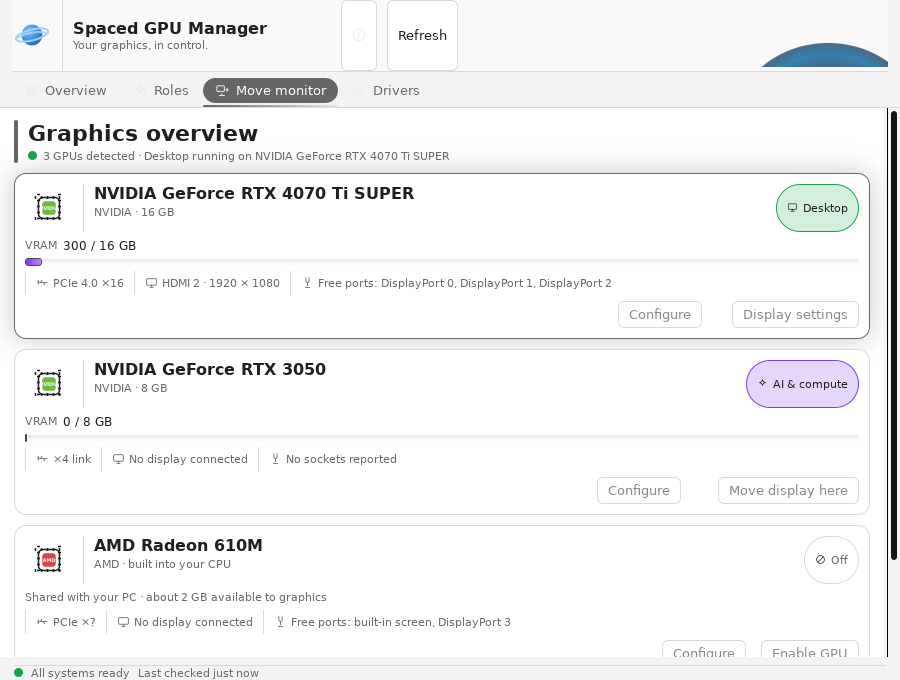 Spaced GPU Manager
Your graphics, in control.
Refresh
Overview
Roles
Move monitor
Drivers
Graphics overview
3 GPUs detected · Desktop running on NVIDIA GeForce RTX 4070 Ti SUPER
NVIDIA GeForce RTX 4070 Ti SUPER
NVIDIA · 16 GB
Desktop
VRAM 300 / 16 GB
PCIe 4.0 ×16
HDMI 2 · 1920 × 1080
Free ports: DisplayPort 0, DisplayPort 1, DisplayPort 2
Configure
Display settings
NVIDIA GeForce RTX 3050
NVIDIA · 8 GB
AI & compute
VRAM 0 / 8 GB
×4 link
No display connected
No sockets reported
Configure
Move display here
AMD
AMD Radeon 610M
AMD · built into your CPU
Off
Shared with your PC · about 2 GB available to graphics
PCIe ×?
No display connected
Free ports: built-in screen, DisplayPort 3
Configure
Enable GPU
All systems ready
Last checked just now